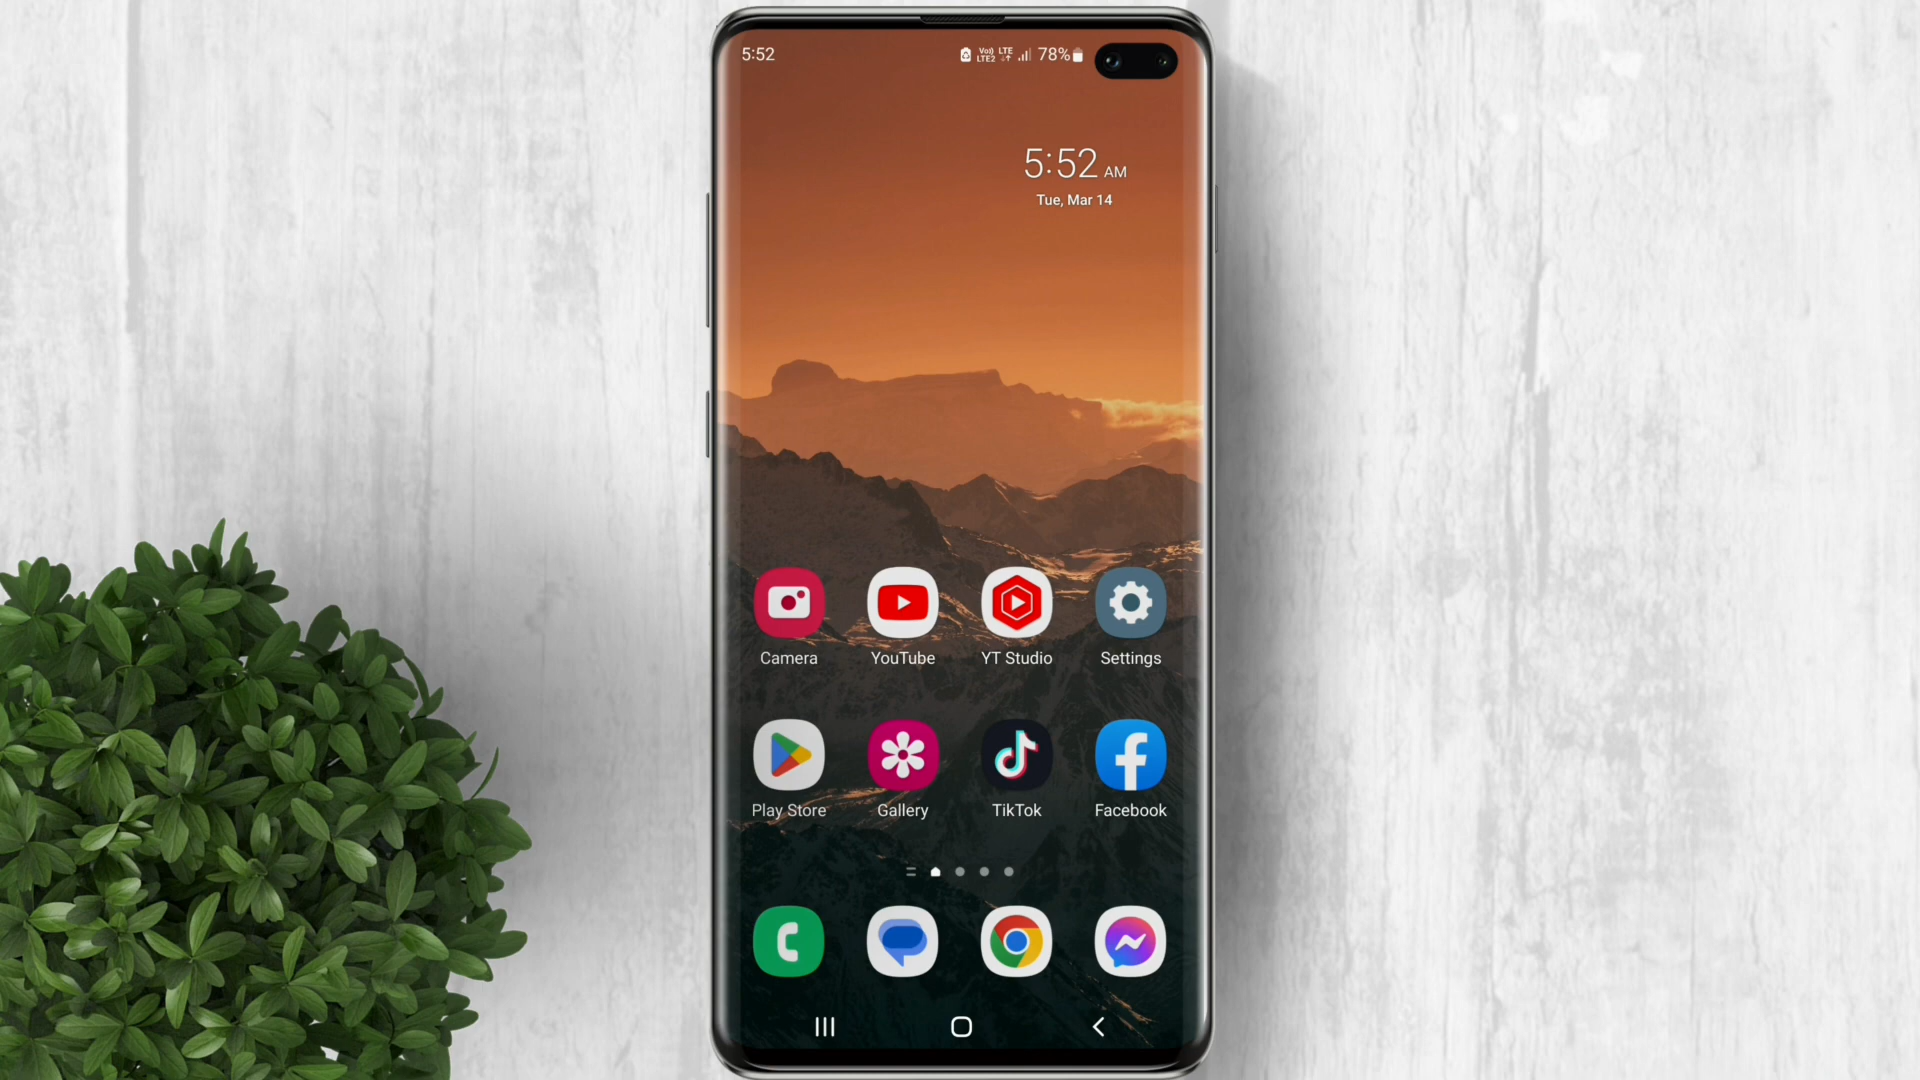 5:52
Vo)) LTE
LTE2
78%
5:52 AM
Tue, Mar 14
Camera
YouTube
YT Studio
Settings
Play Store
Gallery
TikTok
Facebook